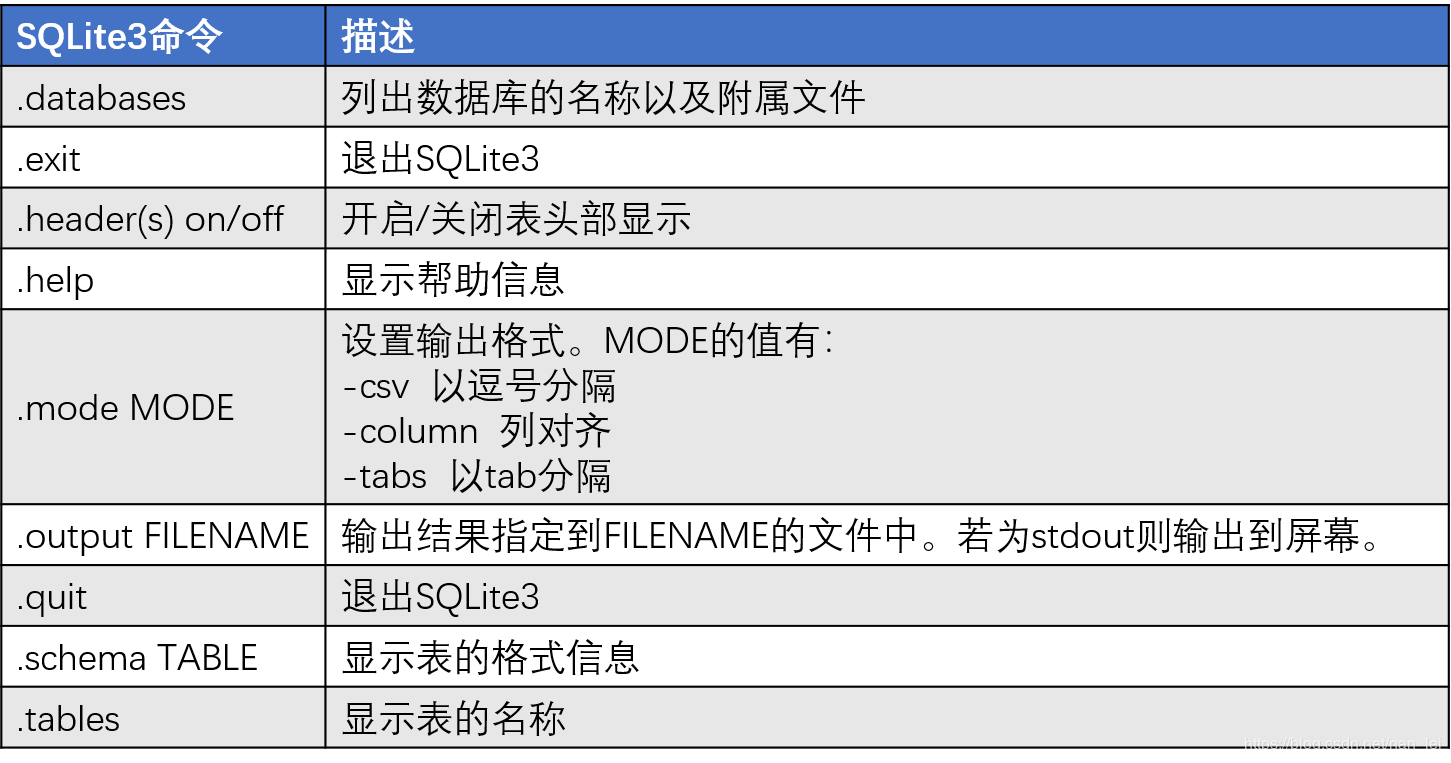 SQLite3命令 描述
.databases 列出数据库的名称以及附属文件
.exit 退出SQLite3
.header(s) on/off 开启/关闭表头部显示
.help 显示帮助信息
.mode MODE
设置输出格式。MODE的值有：
-csv 以逗号分隔
-column 列对齐
-tabs 以tab分隔
.output FILENAME 输出结果指定到FILENAME的文件中。若为stdout则输出到屏幕。
.quit 退出SQLite3
.schema TABLE 显示表的格式信息
.tables 显示表的名称
https://blog.csdn.net/nan_lei